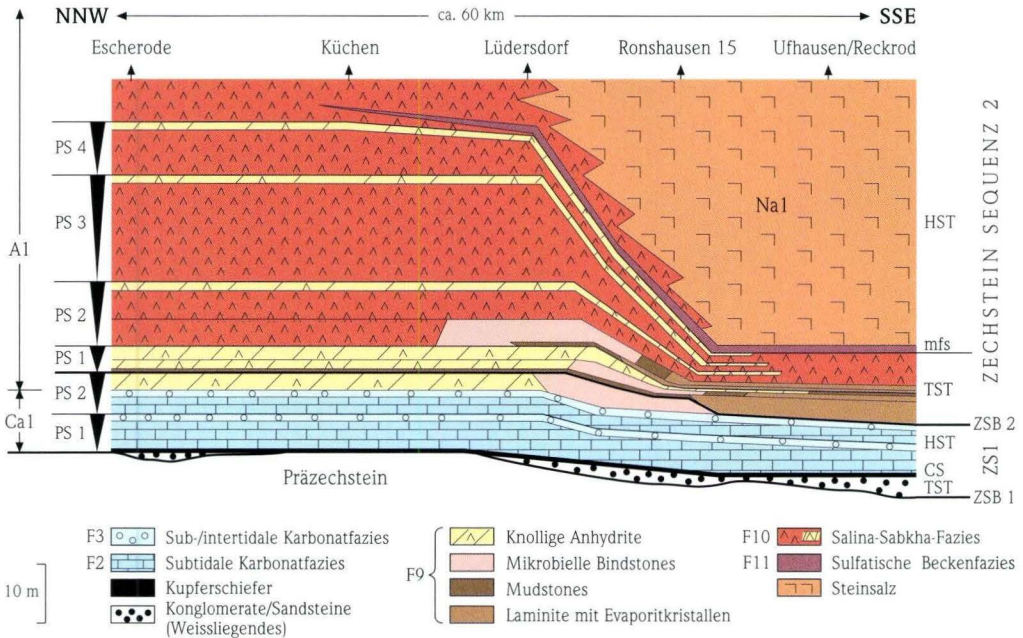 NNW ca. 60 km SSE
Escherode Küchen Lüdersdorf Ronshausen 15 Ufhausen/Reckrod
A1
Ca1
PS 4
PS 3
PS 2
PS 1
PS 2
PS 1
Na1
Präzechstein
HST
mfs
TST
ZSB 2
HST
CS
TST
ZSB 1
ZECHSTEIN SEQUENZ 2
ZS1
10 m
F3 Sub-/intertidale Karbonatfazies
F2 Subtidale Karbonatfazies
Kupferschiefer
Konglomerate/Sandsteine
(Weissliegendes)
F9
Knollige Anhydrite
Mikrobielle Bindstones
Mudstones
Laminite mit Evaporitkristallen
F10 Salina-Sabkha-Fazies
F11 Sulfatische Beckenfazies
Steinsalz